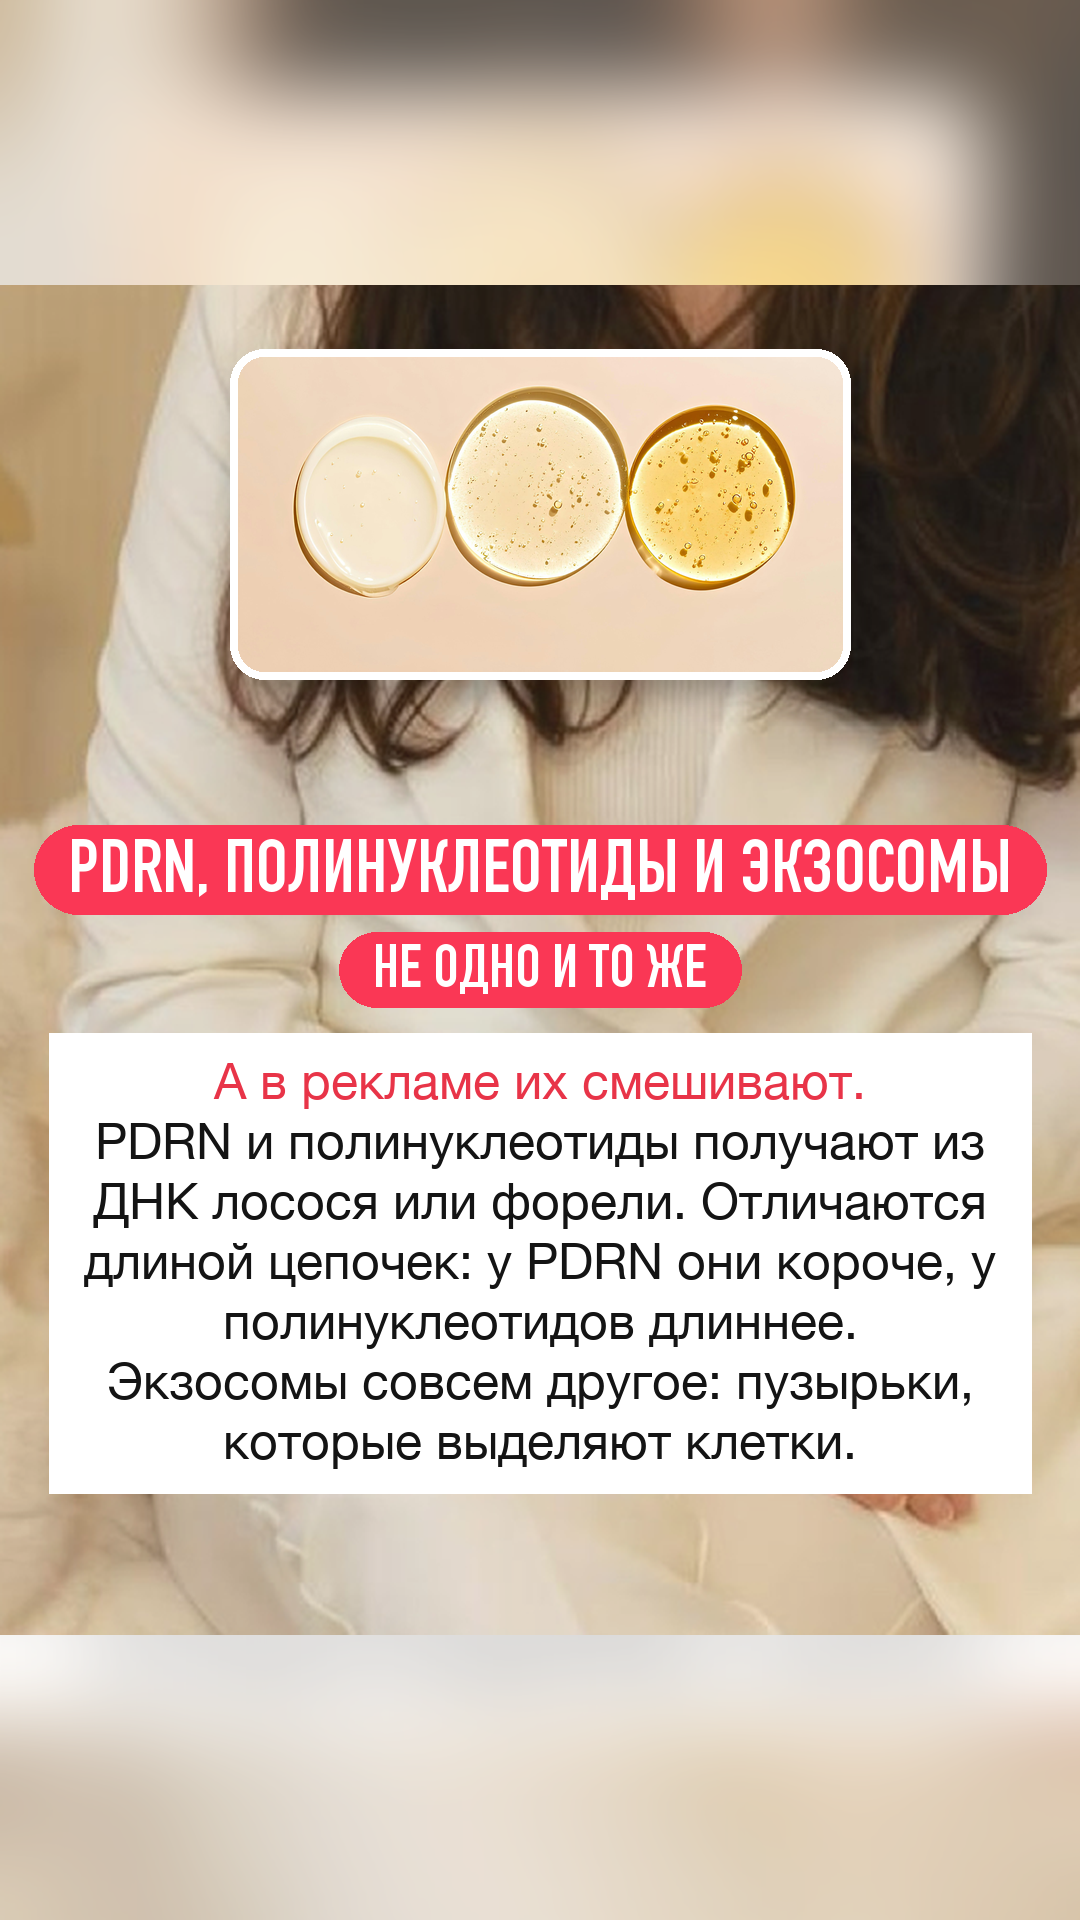 PDRN, ПОЛИНУКЛЕОТИДЫ И ЭКЗОСОМЫ
НЕ ОДНО И ТО ЖЕ
А в рекламе их смешивают.
PDRN и полинуклеотиды получают из
ДНК лосося или форели. Отличаются
длиной цепочек: у PDRN они короче, у
полинуклеотидов длиннее.
Экзосомы совсем другое: пузырьки,
которые выделяют клетки.